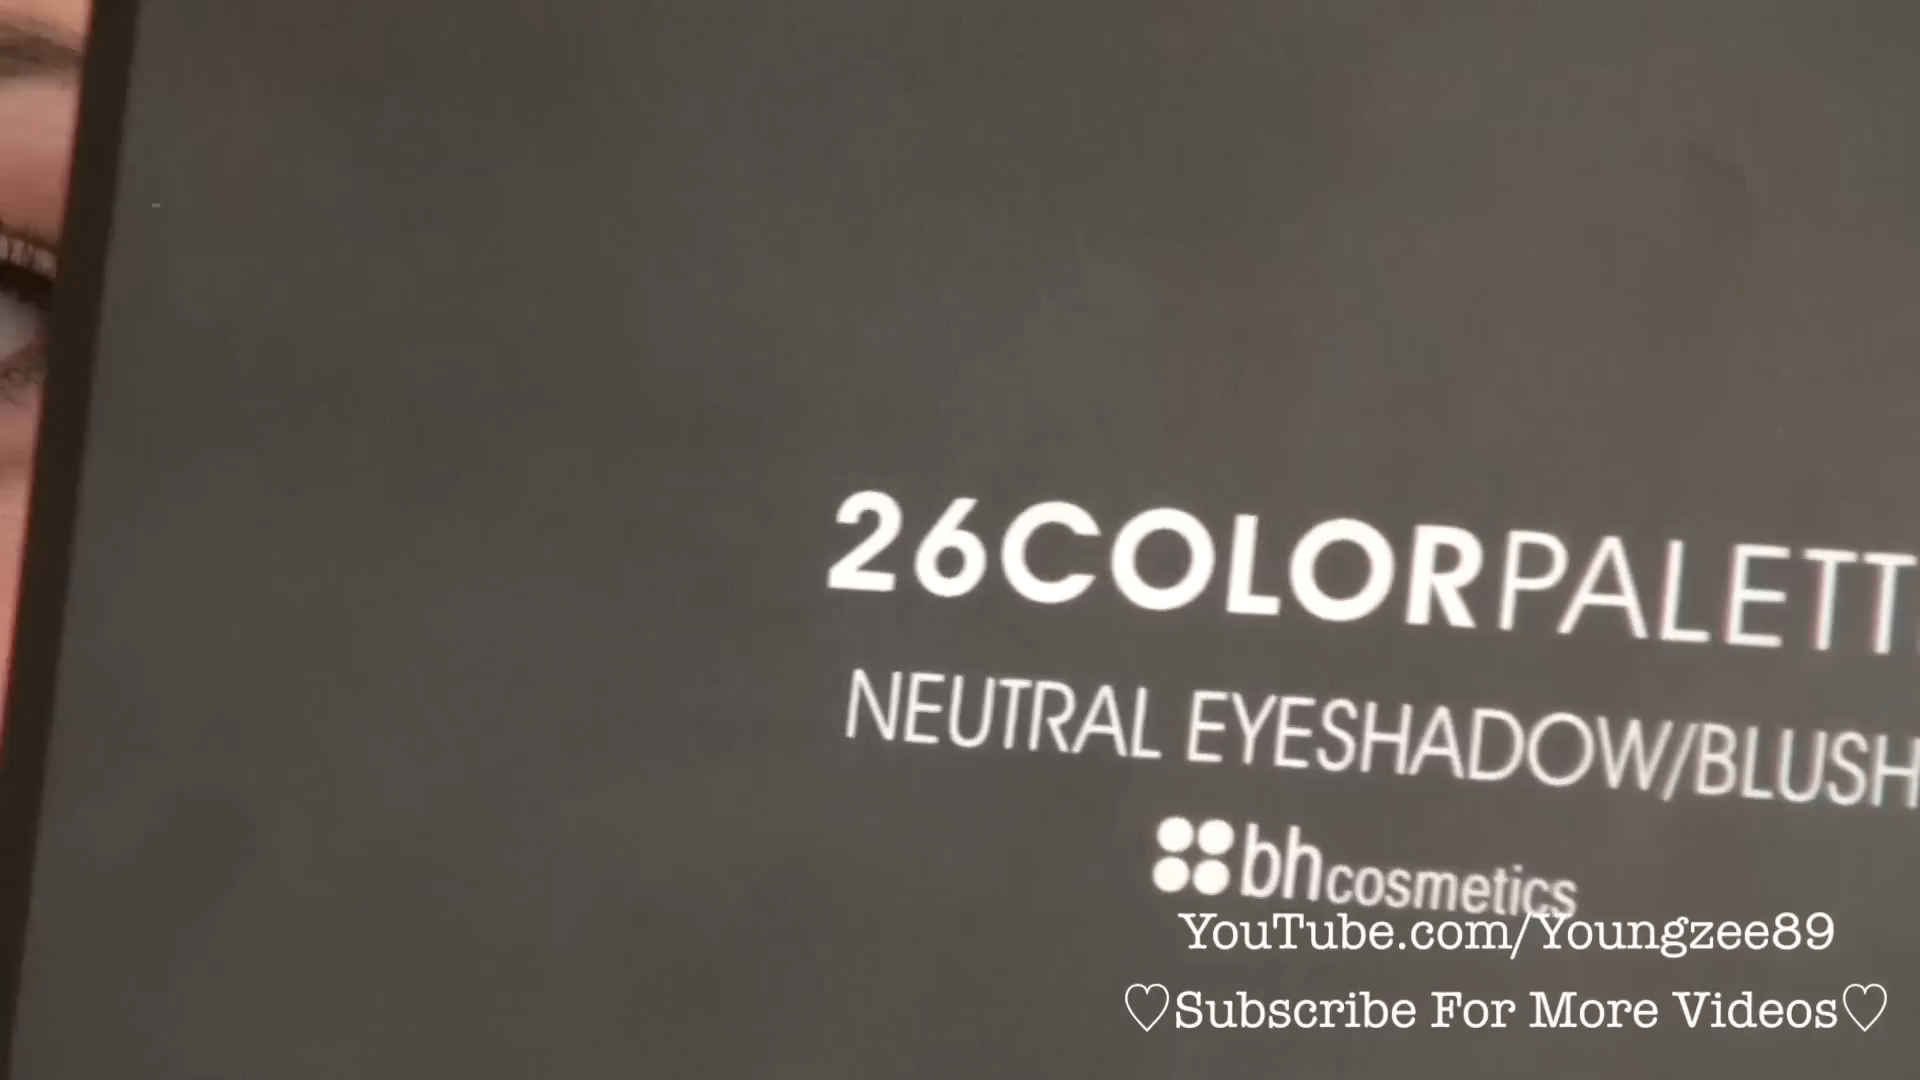 26COLORPALETT
NEUTRAL EYESHADOW/BLUSH
bhcosmetics
YouTube.com/Youngzee89
♡Subscribe For More Videos♡